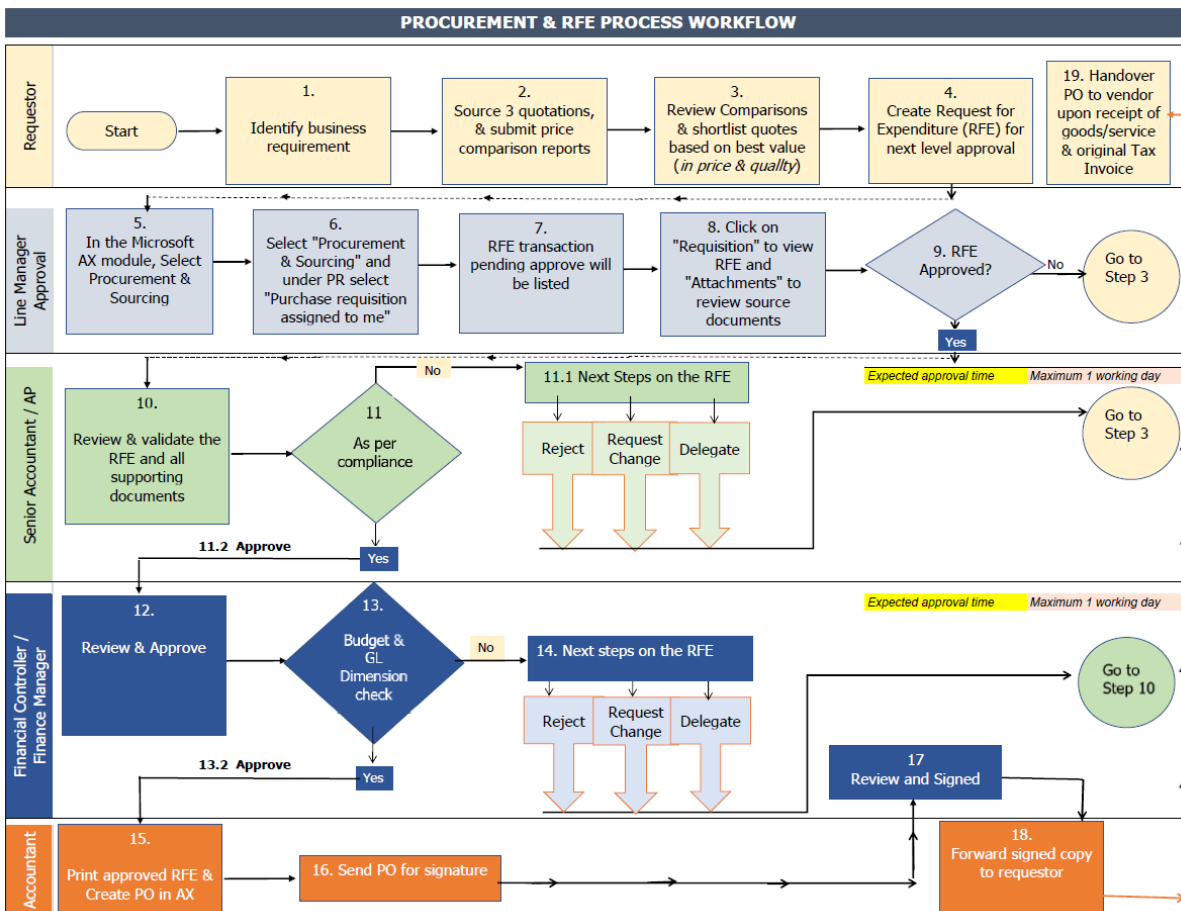 PROCUREMENT & RFE PROCESS WORKFLOW
Requestor
Start
1.
Identify business
requirement
2.
Source 3 quotations,
& submit price
comparison reports
3.
Review Comparisons
& shortlist quotes
based on best value
(in price & quallty)
4.
Create Request for
Expenditure (RFE) for
next level approval
19. Handover
PO to vendor
upon receipt of
goods/service
& original Tax
Invoice
Line Manager
Approval
5.
In the Microsoft
AX module, Select
Procurement &
Sourcing
6.
Select "Procurement
& Sourcing" and
under PR select
"Purchase requisition
assigned to me"
7.
RFE transaction
pending approve will
be listed
8. Click on
"Requisition" to view
RFE and
"Attachments" to
review source
documents
9. RFE
Approved?
No
Go to
Step 3
Yes
Senior Accountant / AP
10.
Review & validate the
RFE and all
supporting
documents
11
As per
compliance
No
11.1 Next Steps on the RFE
Reject
Request
Change
Delegate
Expected approval time
Maximum 1 working day
Go to
Step 3
11.2 Approve
Yes
Financial Controller /
Finance Manager
12.
Review & Approve
13.
Budget &
GL
Dimension
check
No
14. Next steps on the RFE
Reject
Request
Change
Delegate
Expected approval time
Maximum 1 working day
Go to
Step 10
13.2 Approve
Yes
17
Review and Signed
Accountant
15.
Print approved RFE &
Create PO in AX
16. Send PO for signature
18.
Forward signed copy
to requestor